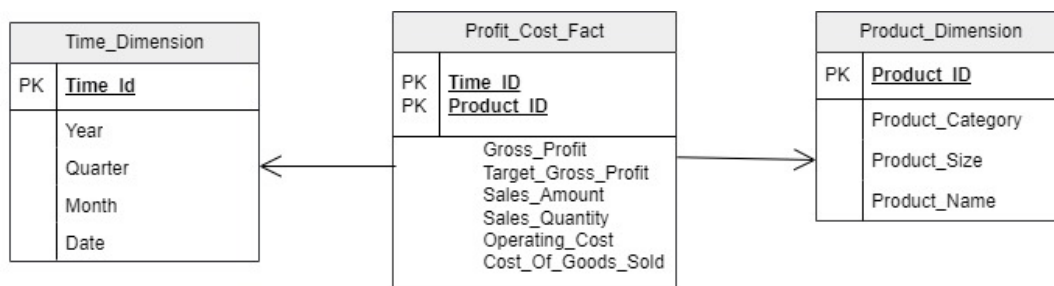 Time_Dimension
PK Time_Id
Year
Quarter
Month
Date
Profit_Cost_Fact
PK Time_ID
PK Product_ID
Gross_Profit
Target_Gross_Profit
Sales_Amount
Sales_Quantity
Operating_Cost
Cost_Of_Goods_Sold
Product_Dimension
PK Product_ID
Product_Category
Product_Size
Product_Name